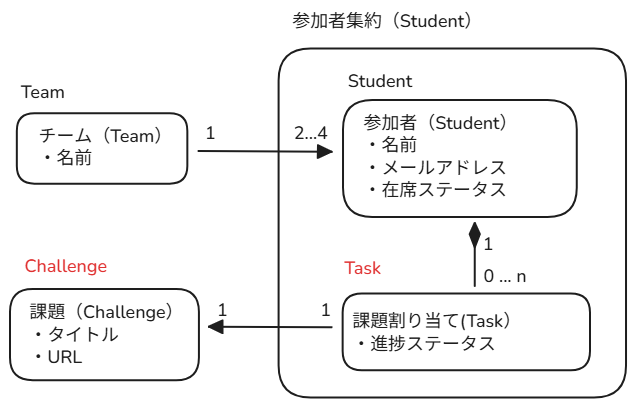 参加者集約（Student）
Team
チーム（Team）
・名前
1
2...4
Student
参加者（Student）
・名前
・メールアドレス
・在席ステータス
1
0 ... n
Challenge
課題（Challenge）
・タイトル
・URL
1
1
Task
課題割り当て(Task）
・進捗ステータス